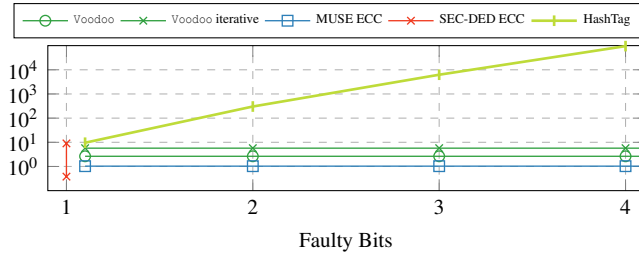 Voodoo Voodoo iterative MUSE ECC SEC-DED ECC HashTag
10^4
10^3
10^2
10^1
10^0
1 2 3 4
Faulty Bits